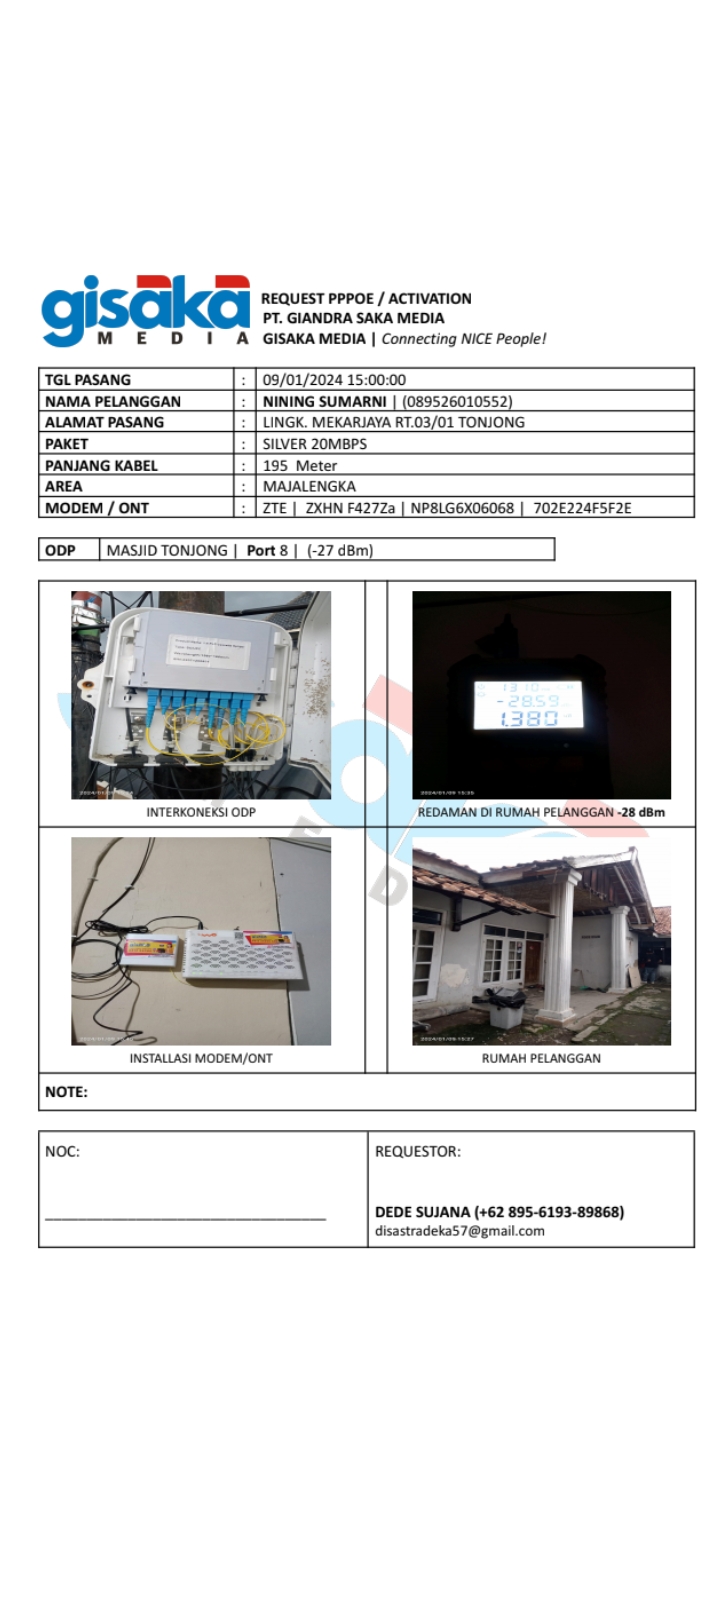 gisaka
MEDIA
REQUEST PPPOE / ACTIVATION
PT. GIANDRA SAKA MEDIA
GISAKA MEDIA | Connecting NICE People!
TGL PASANG : 09/01/2024 15:00:00
NAMA PELANGGAN : NINING SUMARNI | (089526010552)
ALAMAT PASANG : LINGK. MEKARJAYA RT.03/01 TONJONG
PAKET : SILVER 20MBPS
PANJANG KABEL : 195 Meter
AREA : MAJALENGKA
MODEM / ONT : ZTE | ZXHN F427Za | NP8LG6X06068 | 702E224F5F2E
ODP MASJID TONJONG | Port 8 | (-27 dBm)
1310
-28.59
1.380
2024/01/09 15:25
INTERKONEKSI ODP
REDAMAN DI RUMAH PELANGGAN -28 dBm
2024/01/09 15:27
INSTALLASI MODEM/ONT
RUMAH PELANGGAN
NOTE:
NOC:
REQUESTOR:
DEDE SUJANA (+62 895-6193-89868)
disastradeka57@gmail.com